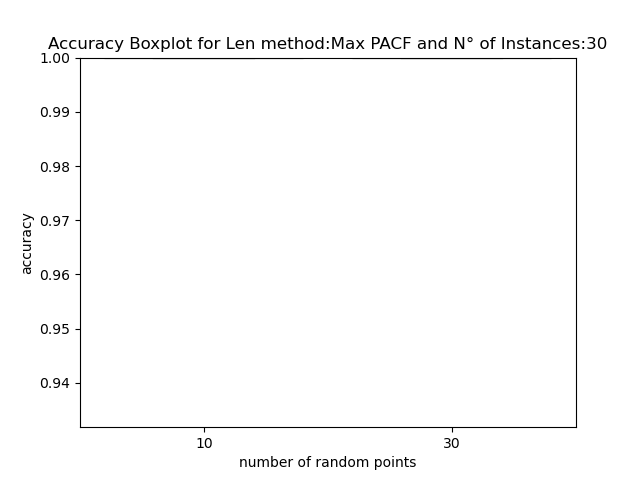 Accuracy Boxplot for Len method:Max PACF and N° of Instances:30
1.00
0.99
0.98
0.97
0.96
0.95
0.94
accuracy
10 30
number of random points